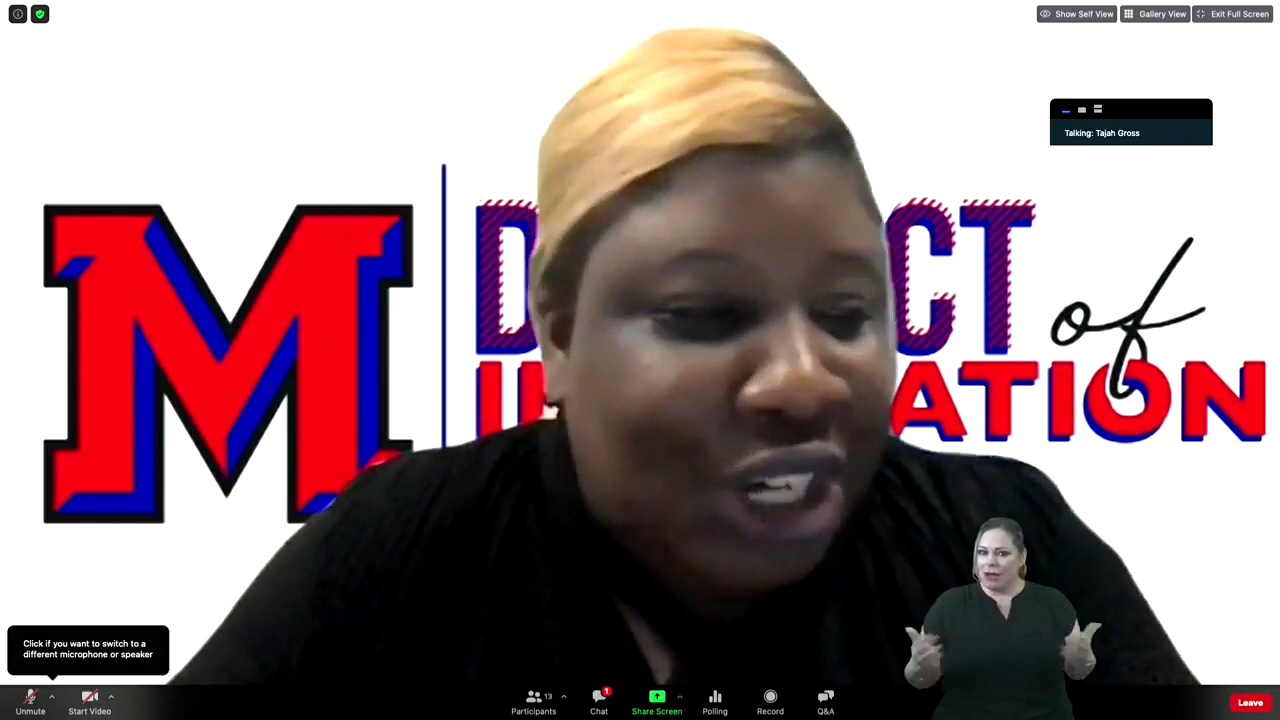 Show Self View
Gallery View
Exit Full Screen
Talking: Tajah Gross
M
CT
of
ATION
Click if you want to switch to a
different microphone or speaker
Unmute
Start Video
Participants
13
Chat
1
Share Screen
Polling
Record
Q&A
Leave